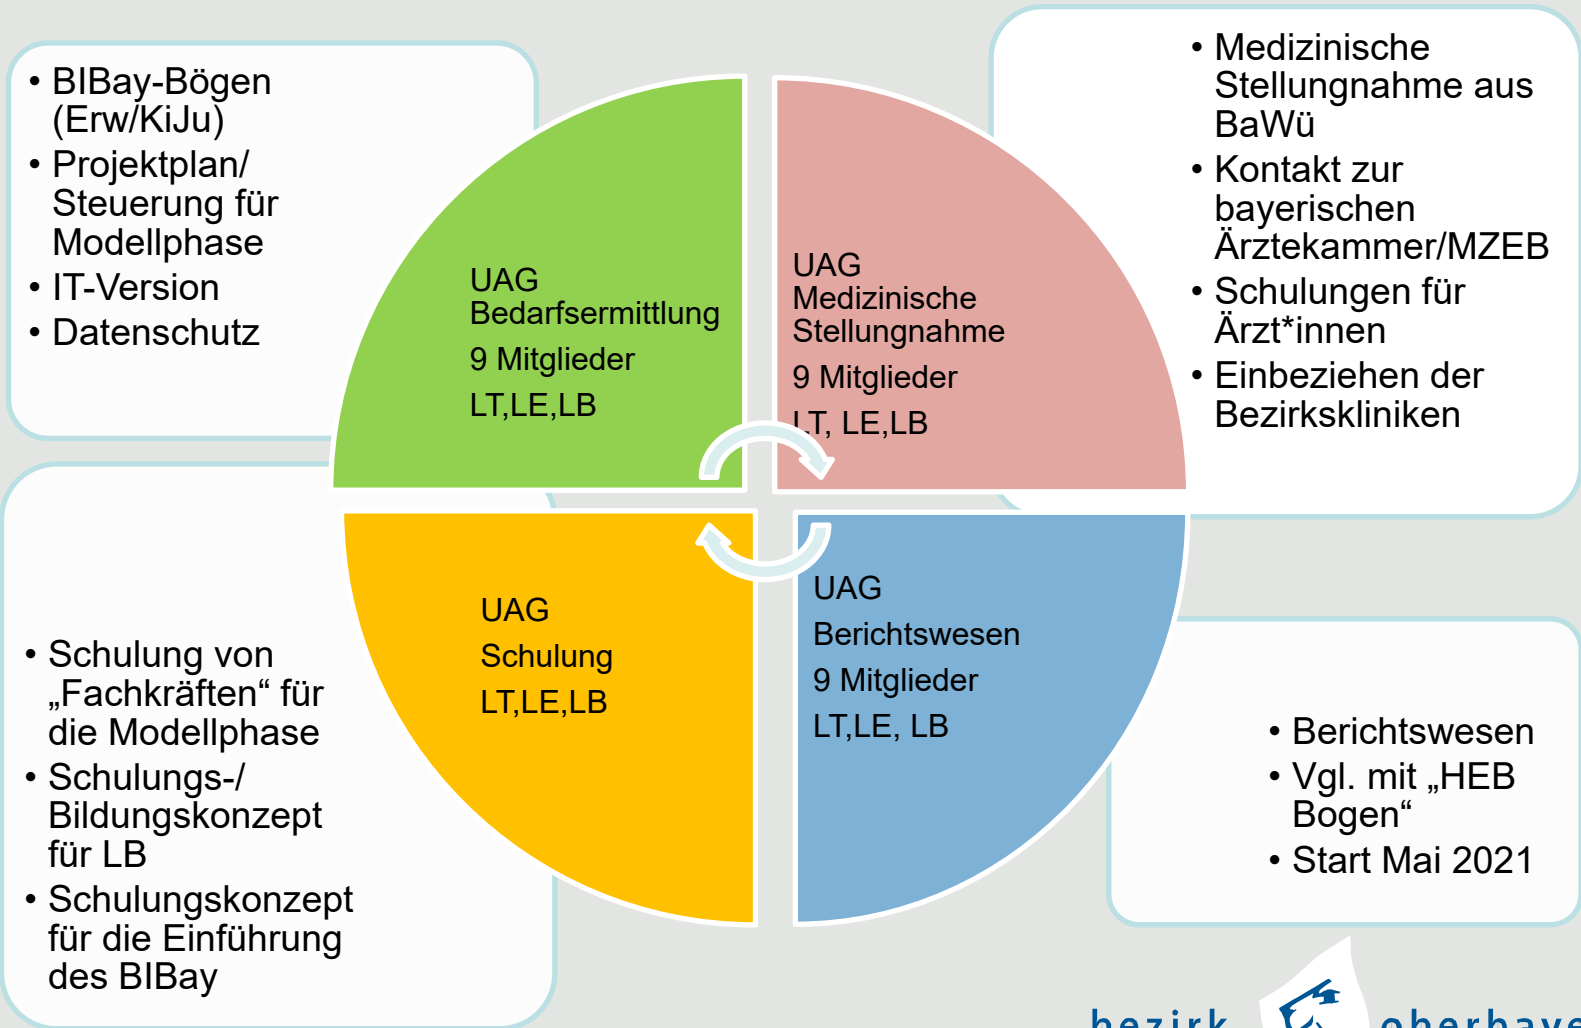 • BIBay-Bögen
(Erw/KiJu)
• Projektplan/
Steuerung für
Modellphase
• IT-Version
• Datenschutz
UAG
Bedarfsermittlung
9 Mitglieder
LT,LE,LB
UAG
Medizinische
Stellungnahme
9 Mitglieder
LT, LE,LB
• Medizinische
Stellungnahme aus
BaWü
• Kontakt zur
bayerischen
Ärztekammer/MZEB
• Schulungen für
Ärzt*innen
• Einbeziehen der
Bezirkskliniken
• Schulung von
„Fachkräften“ für
die Modellphase
• Schulungs-/
Bildungskonzept
für LB
• Schulungskonzept
für die Einführung
des BIBay
UAG
Schulung
LT,LE,LB
UAG
Berichtswesen
9 Mitglieder
LT,LE, LB
• Berichtswesen
• Vgl. mit „HEB
Bogen“
• Start Mai 2021
bezirk oberbaye